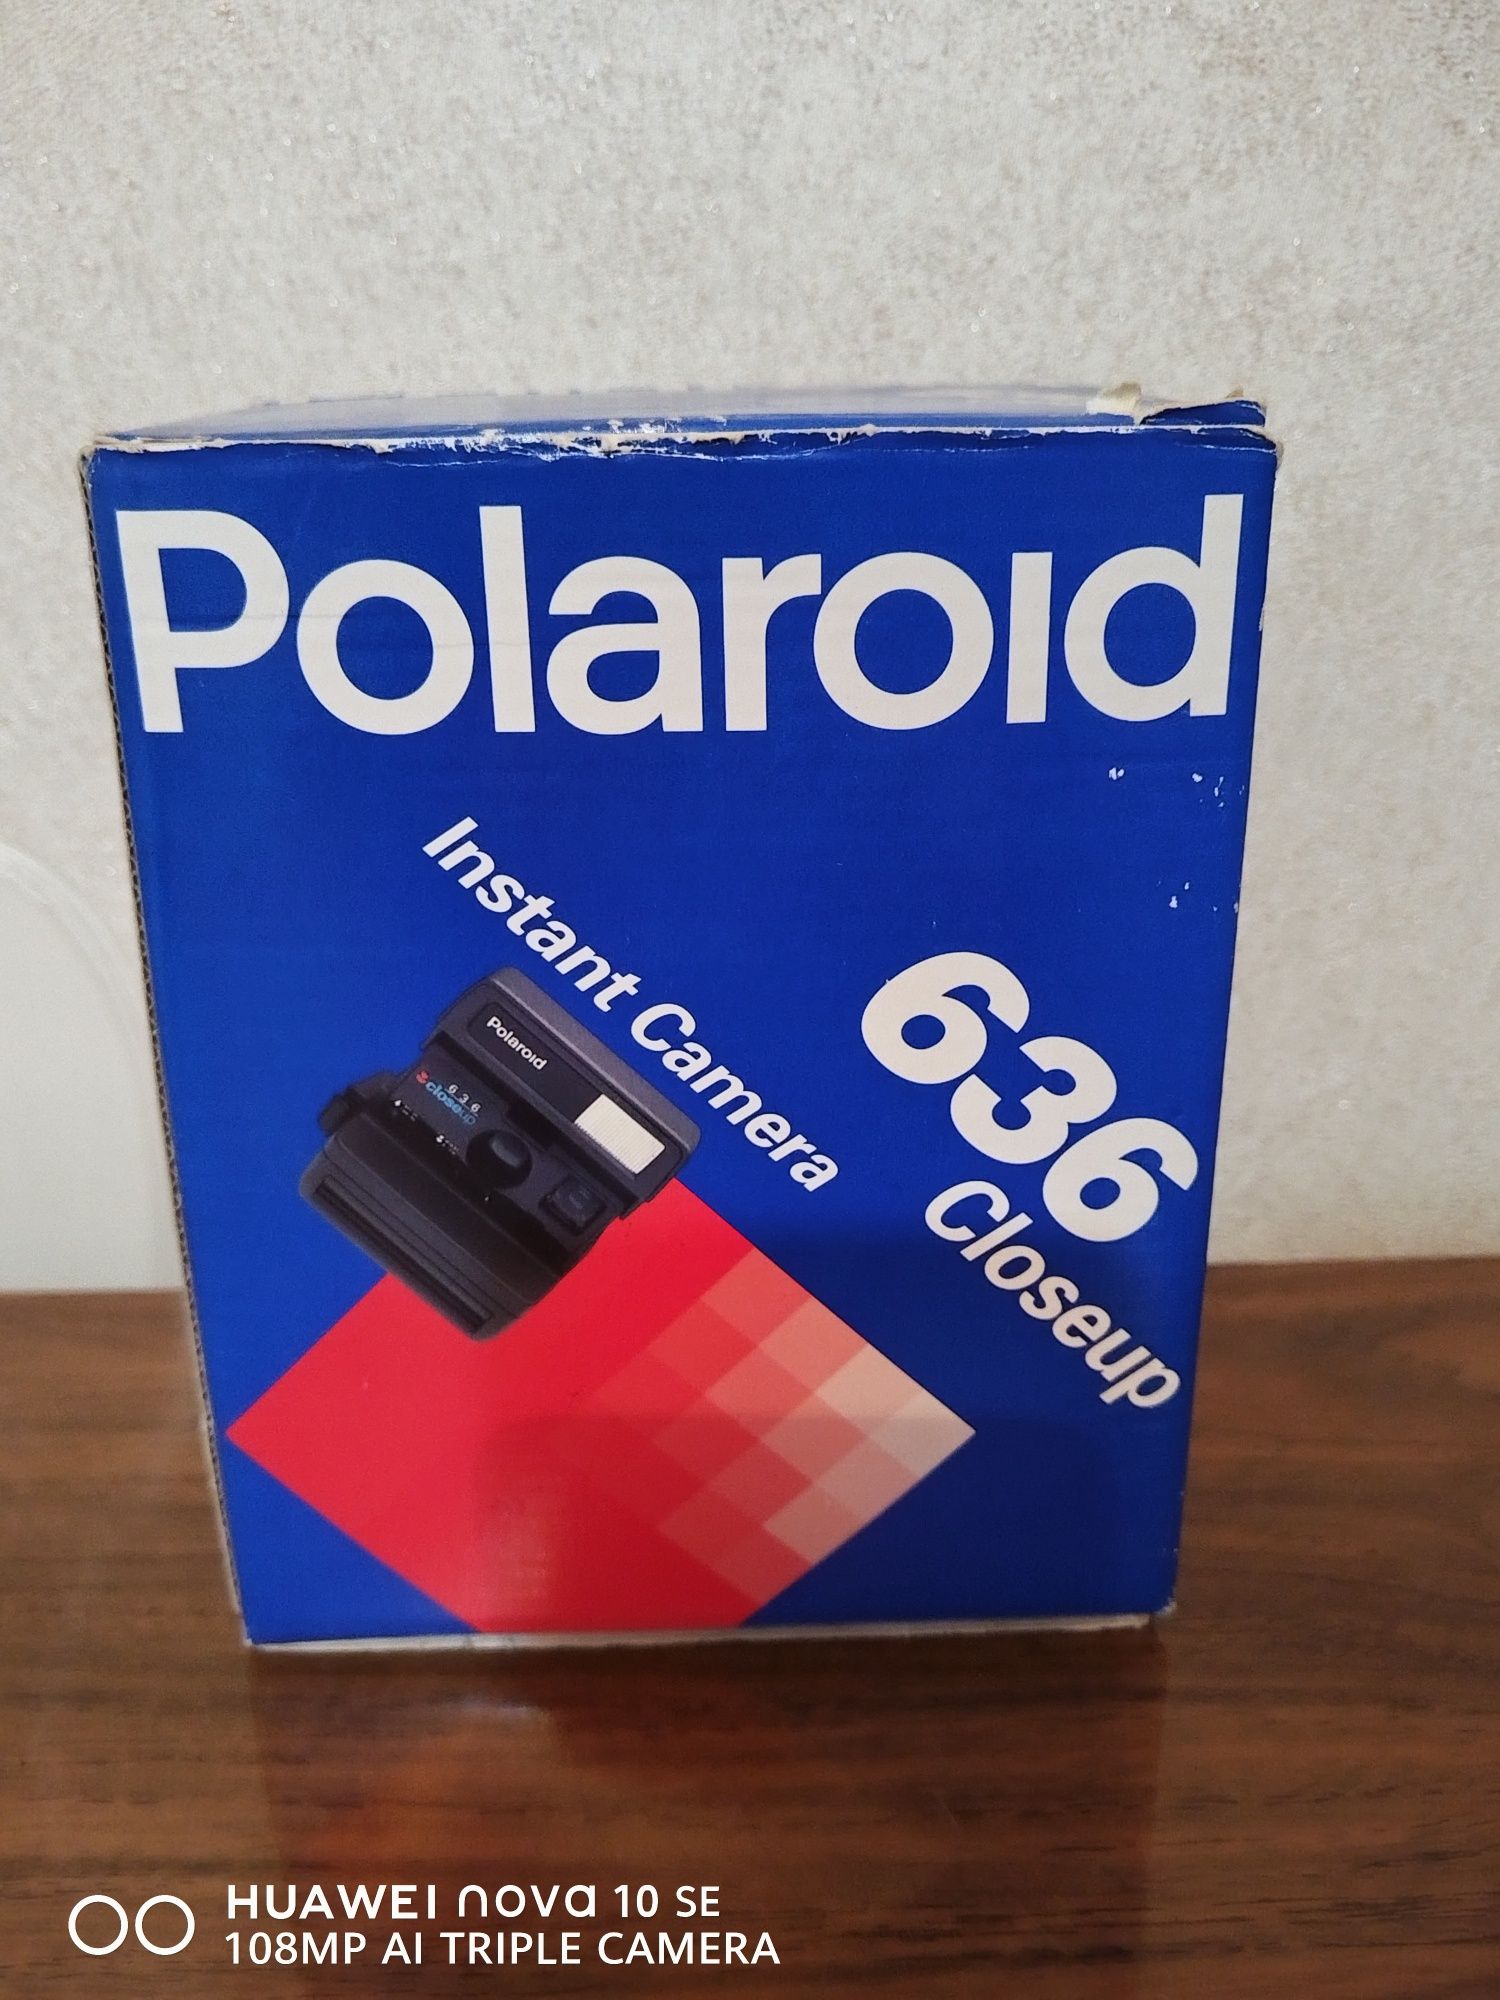 Polaroid
Instant Camera
636
Closeup
Polaroid
636
closeup
HUAWEI nova 10 SE
108MP AI TRIPLE CAMERA